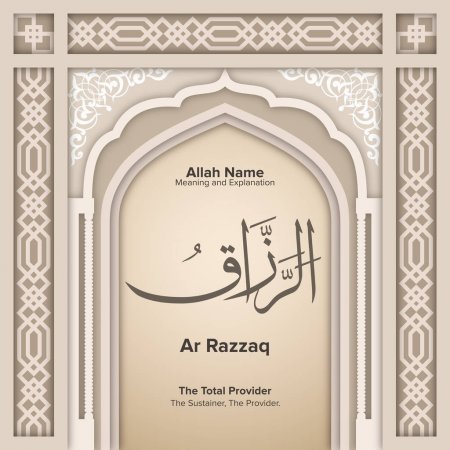 Allah Name
Meaning and Explanation
الرَّزَّاقُ
Ar Razzaq
The Total Provider
The Sustainer, The Provider.